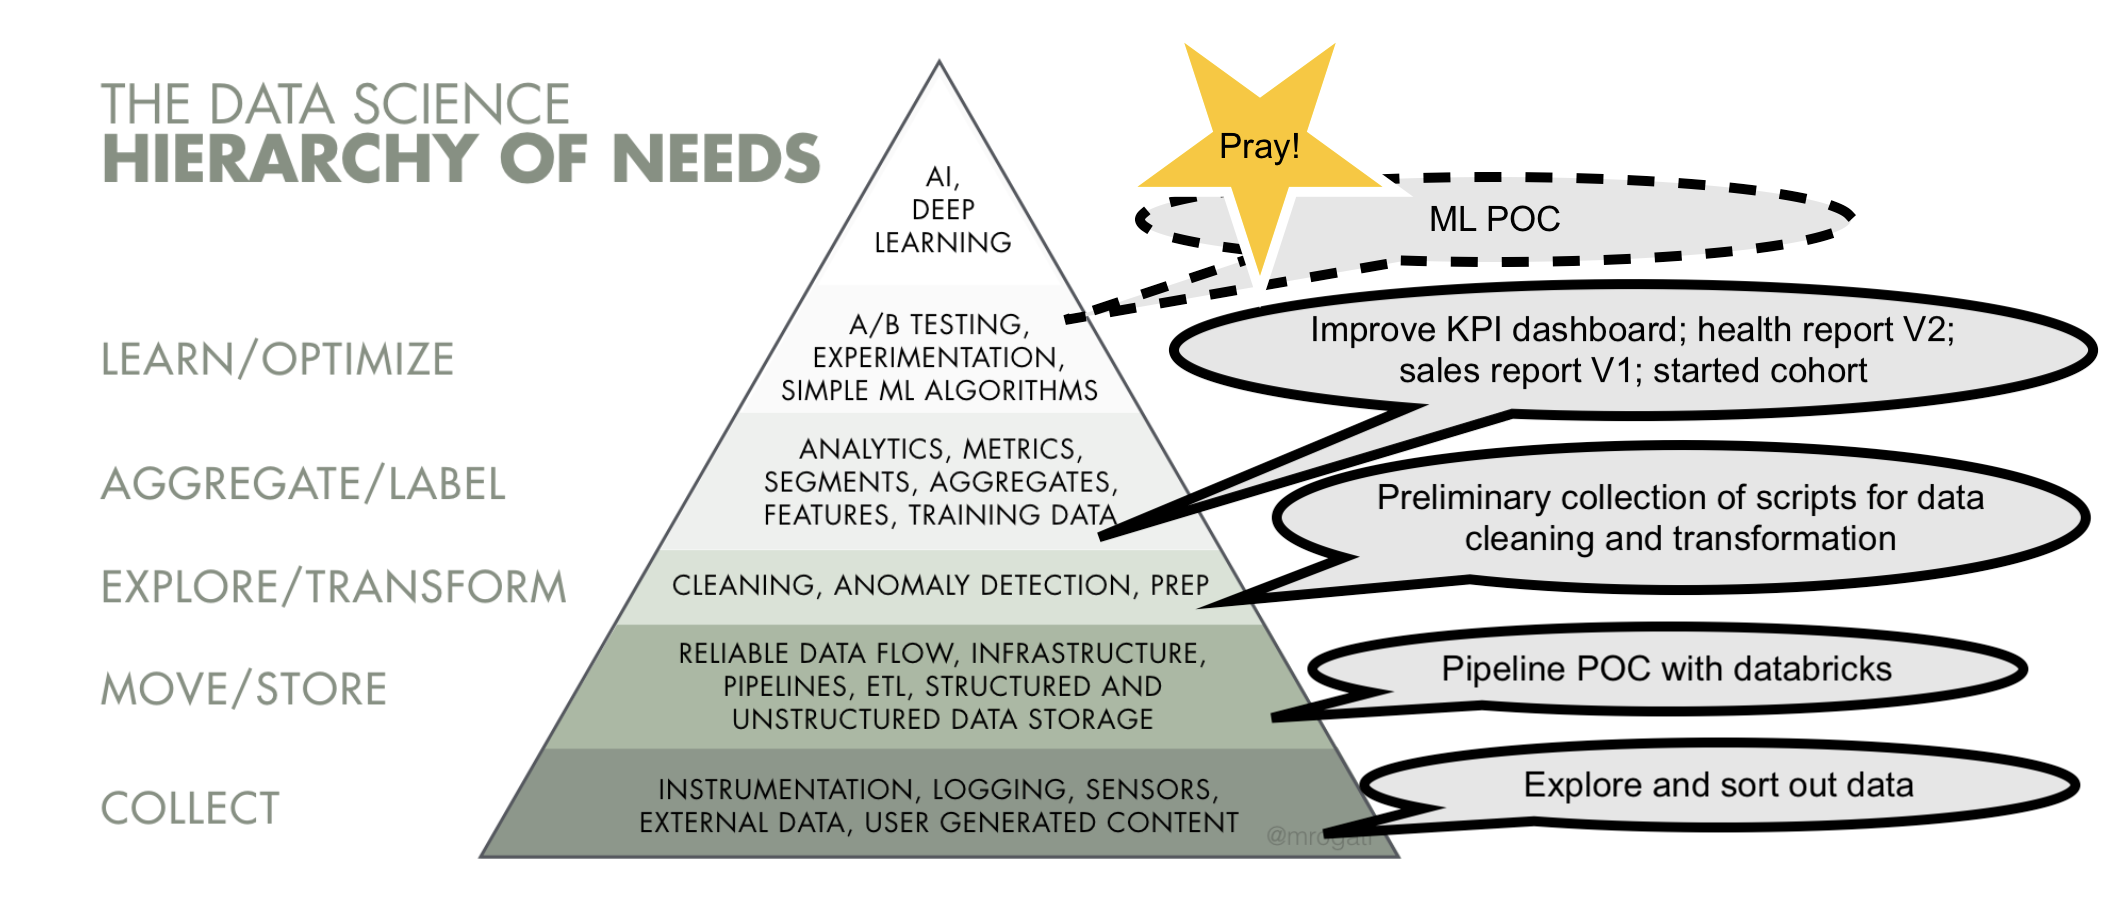 THE DATA SCIENCE
HIERARCHY OF NEEDS
AI,
DEEP
LEARNING
Pray!
ML POC
LEARN/OPTIMIZE
A/B TESTING,
EXPERIMENTATION,
SIMPLE ML ALGORITHMS
Improve KPI dashboard; health report V2;
sales report V1; started cohort
AGGREGATE/LABEL
ANALYTICS, METRICS,
SEGMENTS, AGGREGATES,
FEATURES, TRAINING DATA
Preliminary collection of scripts for data
cleaning and transformation
EXPLORE/TRANSFORM
CLEANING, ANOMALY DETECTION, PREP
MOVE/STORE
RELIABLE DATA FLOW, INFRASTRUCTURE,
PIPELINES, ETL, STRUCTURED AND
UNSTRUCTURED DATA STORAGE
Pipeline POC with databricks
COLLECT
INSTRUMENTATION, LOGGING, SENSORS,
EXTERNAL DATA, USER GENERATED CONTENT
Explore and sort out data
@mrogati